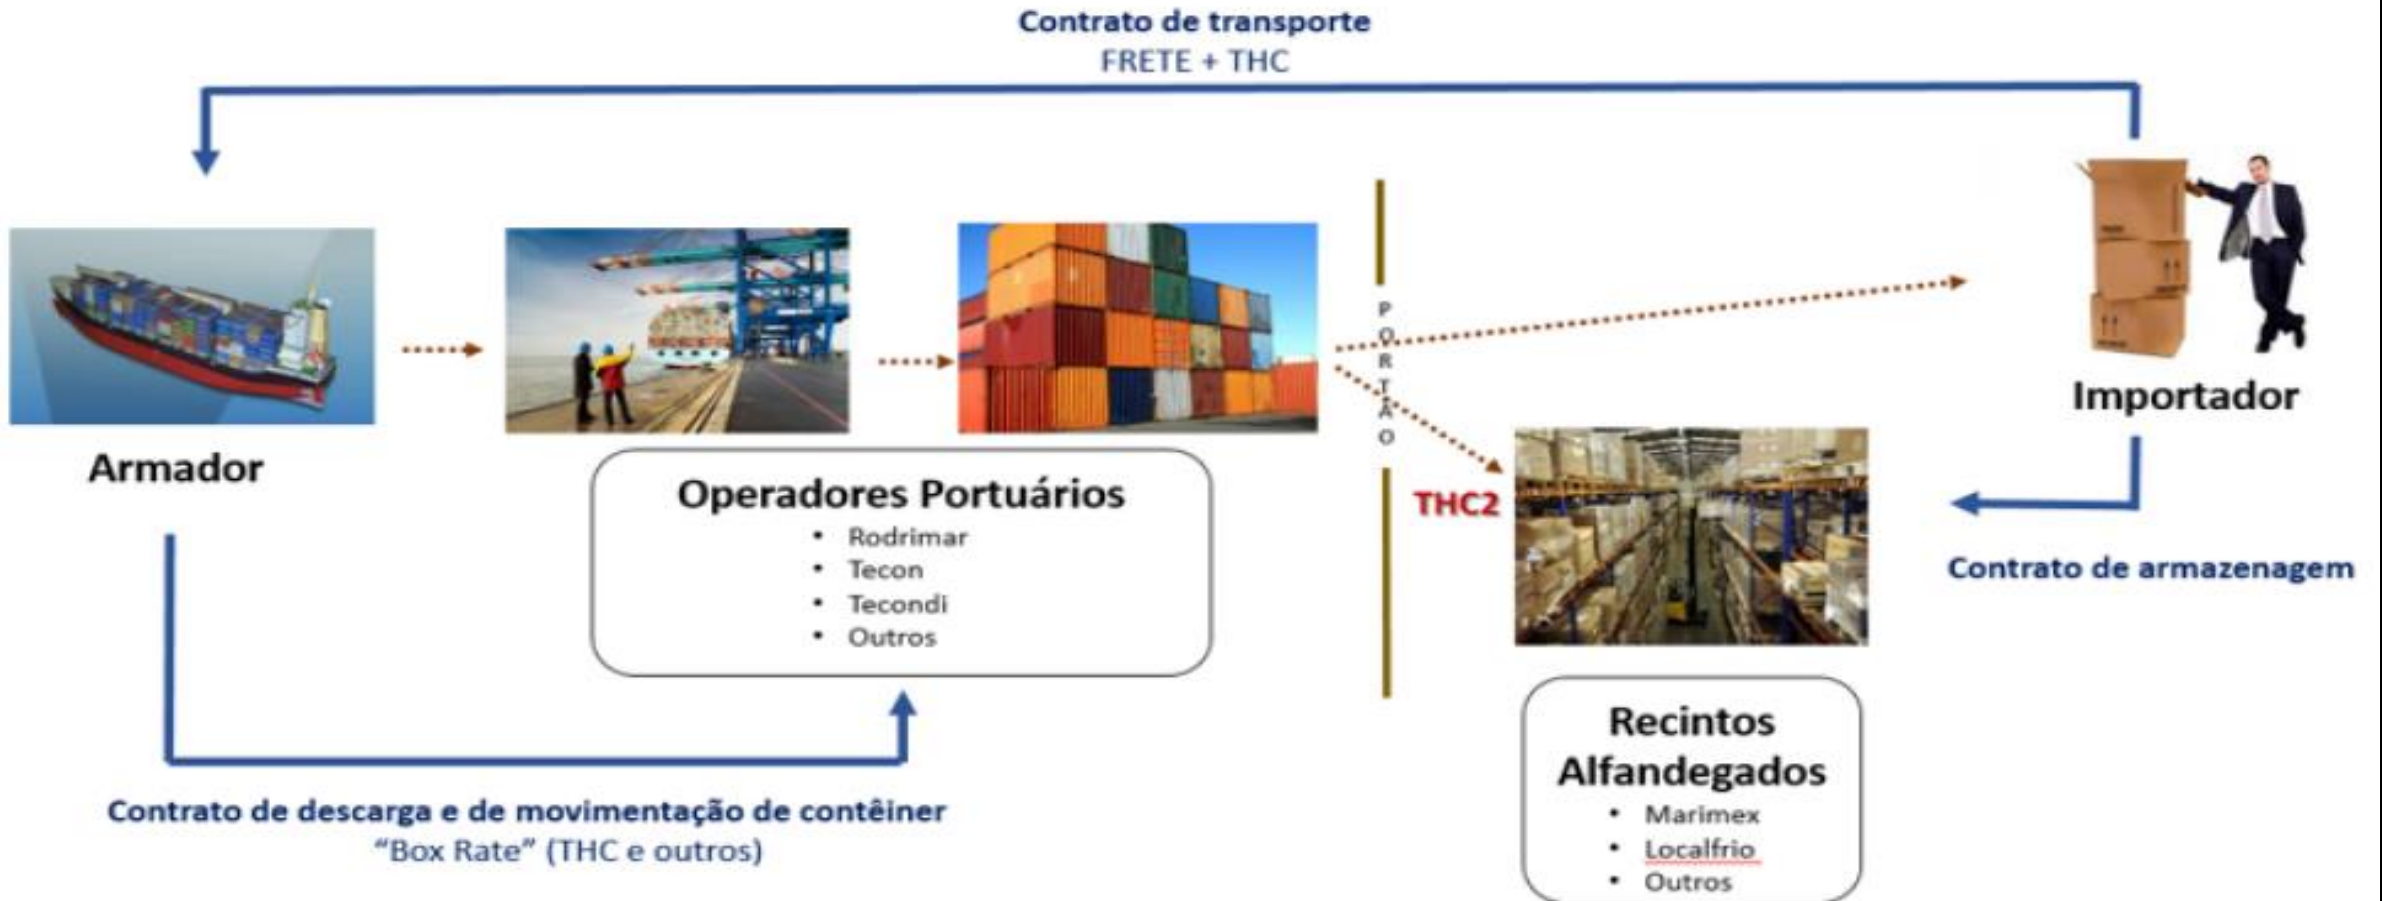 Contrato de transporte
FRETE + THC
PORTÃO
Armador
Importador
Operadores Portuários
• Rodrimar
• Tecon
• Tecondi
• Outros
THC2
Contrato de armazenagem
Recintos
Alfandegados
• Marimex
• Localfrio
• Outros
Contrato de descarga e de movimentação de contêiner
“Box Rate” (THC e outros)